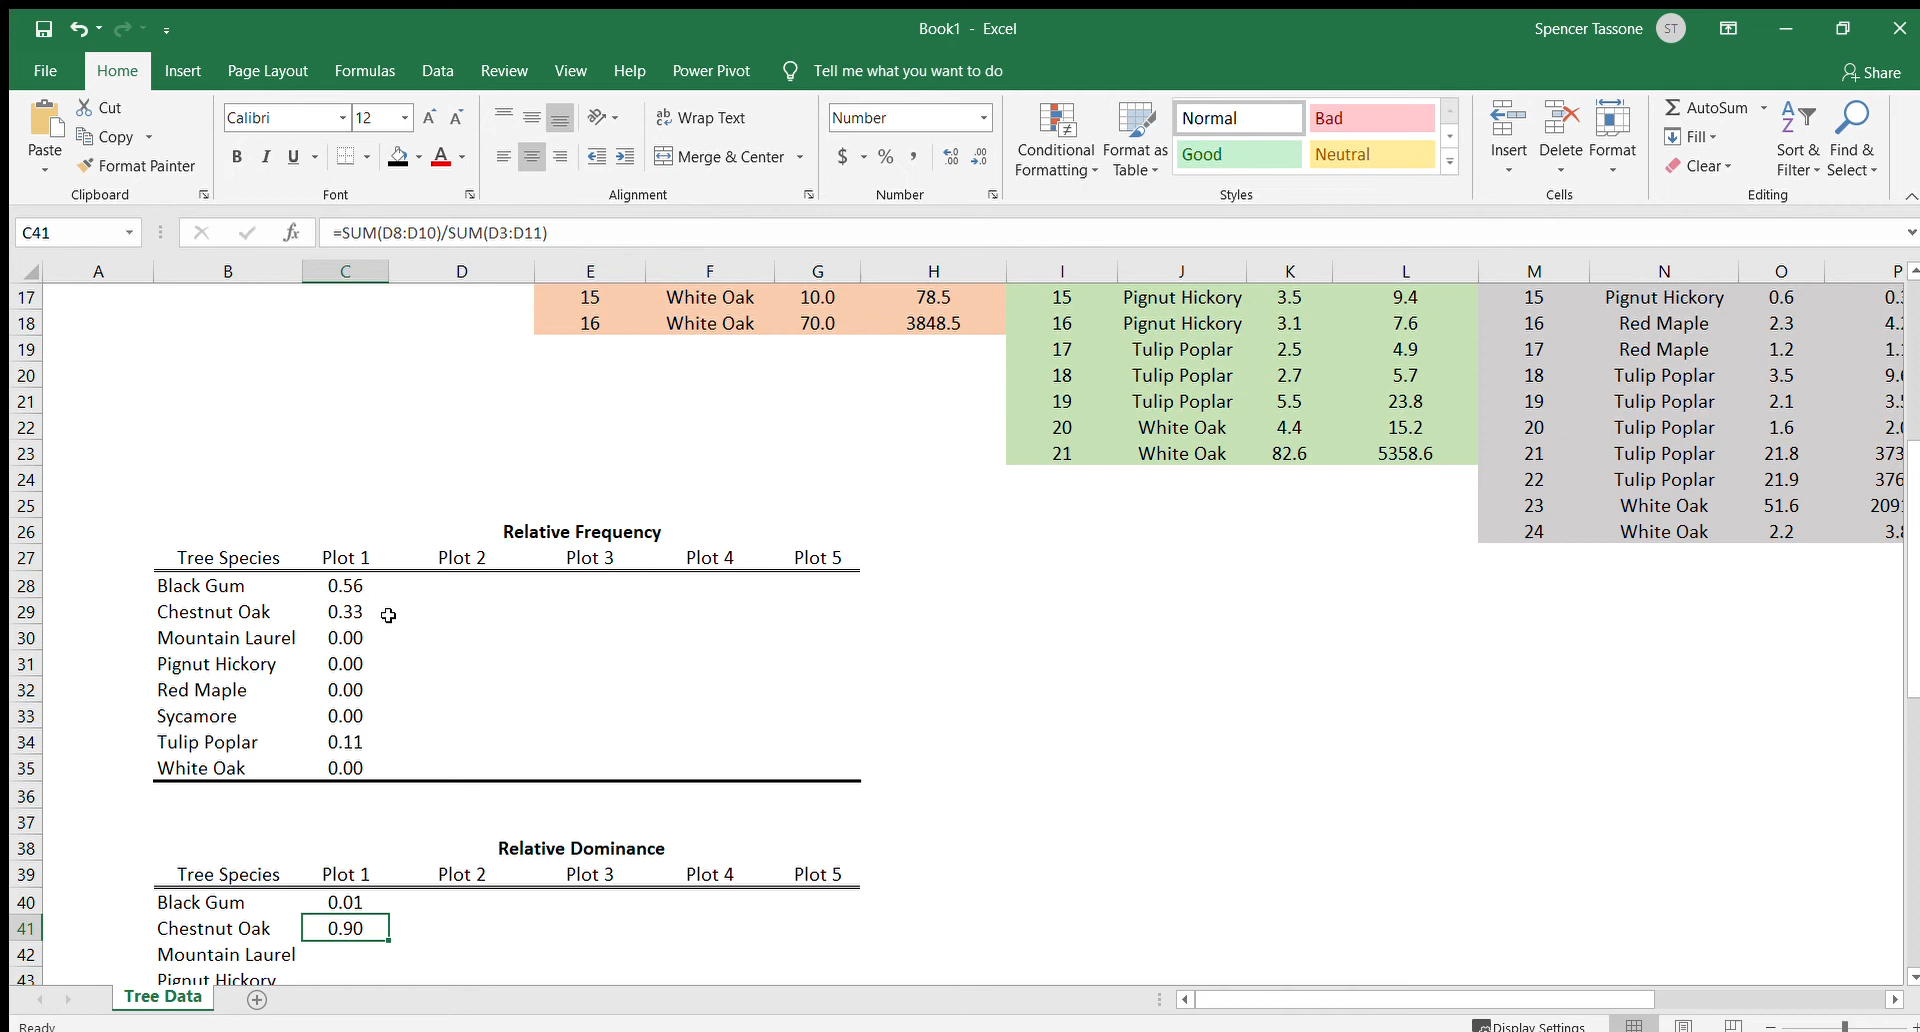 Book1 - Excel
Spencer Tassone ST
File Home Insert Page Layout Formulas Data Review View Help Power Pivot Tell me what you want to do Share
Paste
Cut
Copy
Format Painter
Clipboard
Calibri 12
B I U A
Font
Wrap Text
Merge & Center
Alignment
Number
$ % ,
Number
Conditional Formatting
Format as Table
Normal Bad
Good Neutral
Styles
Insert Delete Format
Cells
AutoSum
Fill
Clear
Sort & Filter
Find & Select
Editing
C41 fx =SUM(D8:D10)/SUM(D3:D11)
A B C D E F G H I J K L M N O P
17 15 White Oak 10.0 78.5 15 Pignut Hickory 3.5 9.4 15 Pignut Hickory 0.6
18 16 White Oak 70.0 3848.5 16 Pignut Hickory 3.1 7.6 16 Red Maple 2.3
19 17 Tulip Poplar 2.5 4.9 17 Red Maple 1.2
20 18 Tulip Poplar 2.7 5.7 18 Tulip Poplar 3.5
21 19 Tulip Poplar 5.5 23.8 19 Tulip Poplar 2.1
22 20 White Oak 4.4 15.2 20 Tulip Poplar 1.6
23 21 White Oak 82.6 5358.6 21 Tulip Poplar 21.8 373
24 22 Tulip Poplar 21.9 376
25 23 White Oak 51.6 209
26 Relative Frequency 24 White Oak 2.2
27 Tree Species Plot 1 Plot 2 Plot 3 Plot 4 Plot 5
28 Black Gum 0.56
29 Chestnut Oak 0.33
30 Mountain Laurel 0.00
31 Pignut Hickory 0.00
32 Red Maple 0.00
33 Sycamore 0.00
34 Tulip Poplar 0.11
35 White Oak 0.00
36
37
38 Relative Dominance
39 Tree Species Plot 1 Plot 2 Plot 3 Plot 4 Plot 5
40 Black Gum 0.01
41 Chestnut Oak 0.90
42 Mountain Laurel
43 Pignut Hickory
Tree Data
Ready Display Settings